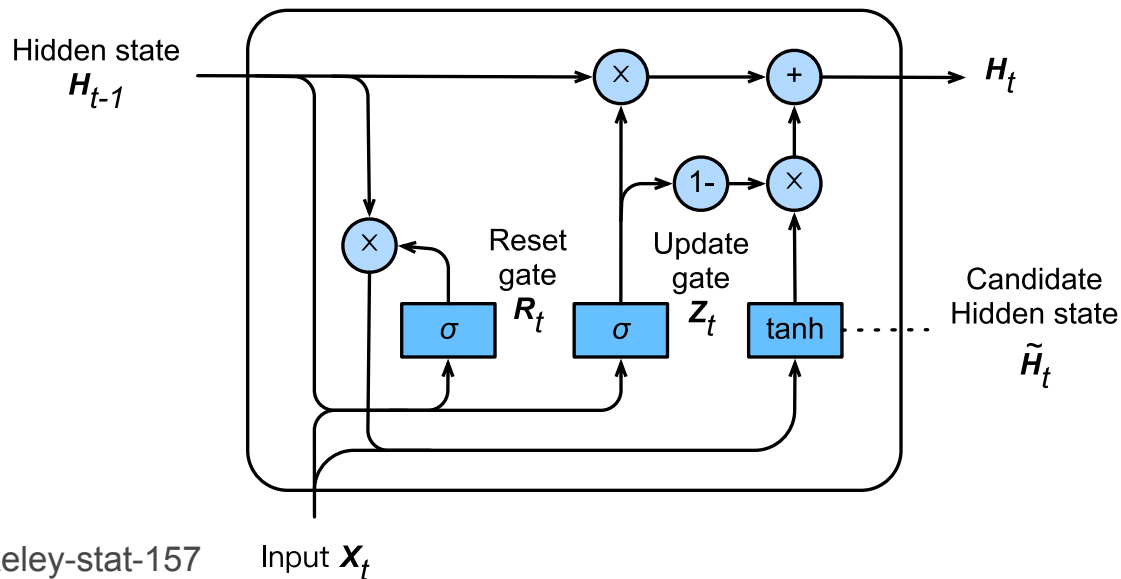 Hidden state
H_{t-1}
×
+
H_t
1-
×
×
Reset
gate
R_t
Update
gate
Z_t
σ
σ
tanh
Candidate
Hidden state
H̃_t
eley-stat-157
Input X_t